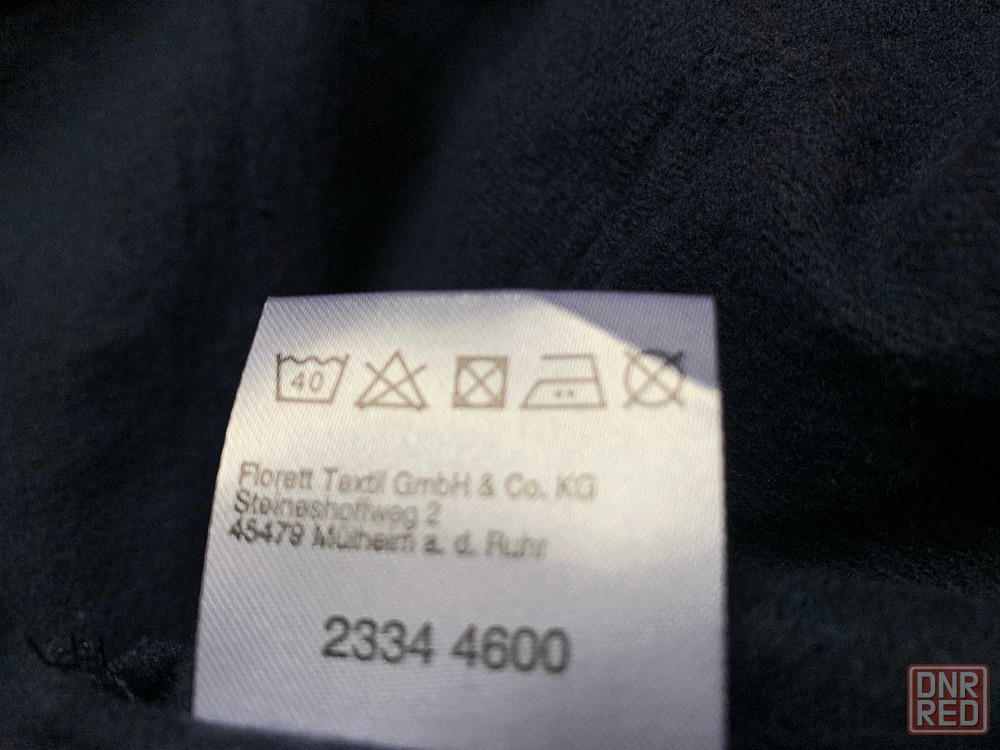 40
Florett Textil GmbH & Co. KG
Steineshoffweg 2
45479 Mülheim a. d. Ruhr
2334 4600
DNR
RED